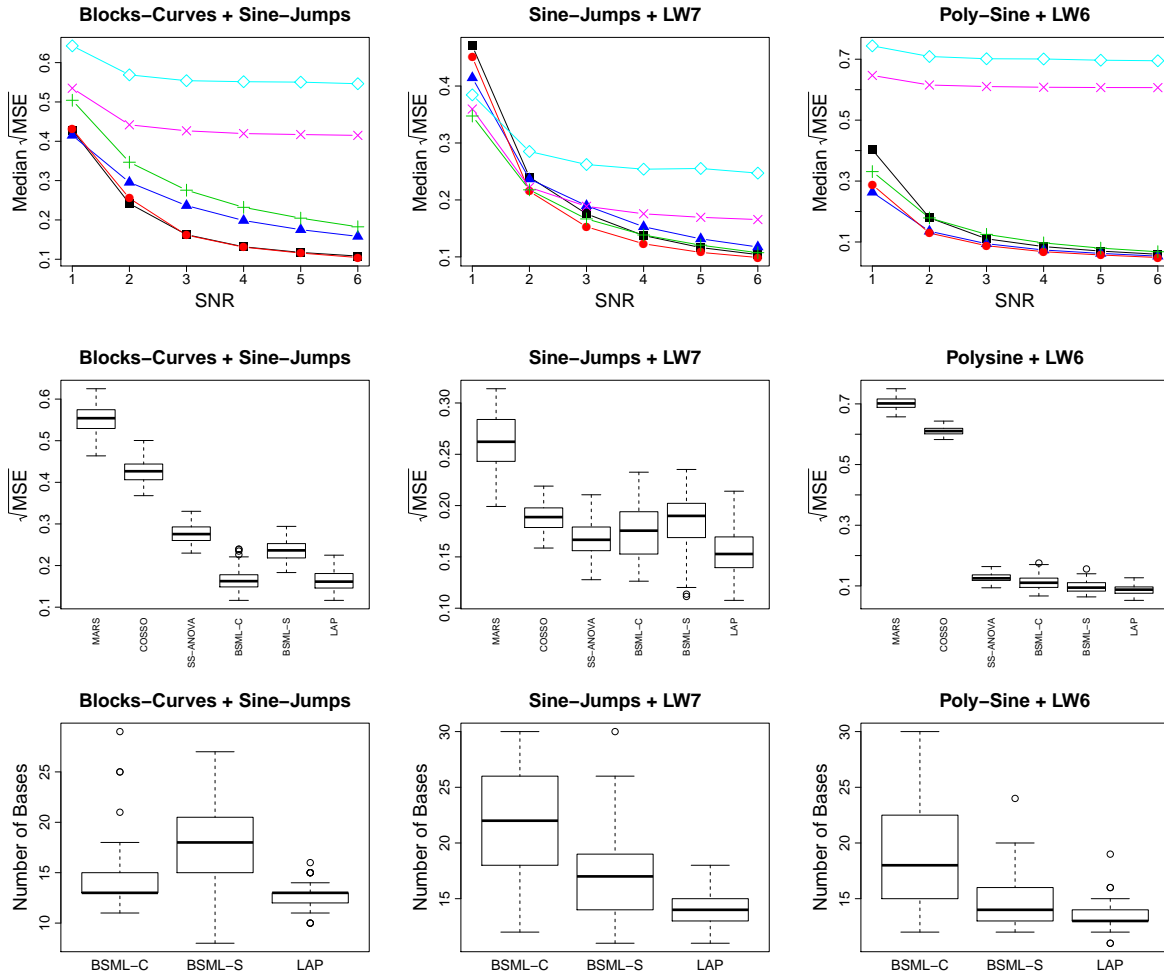 Blocks−Curves + Sine−Jumps
Median √MSE
0.1 0.2 0.3 0.4 0.5 0.6
1 2 3 4 5 6
SNR
Sine−Jumps + LW7
Median √MSE
0.1 0.2 0.3 0.4
1 2 3 4 5 6
SNR
Poly−Sine + LW6
Median √MSE
0.1 0.3 0.5 0.7
1 2 3 4 5 6
SNR
Blocks−Curves + Sine−Jumps
√MSE
0.1 0.2 0.3 0.4 0.5 0.6
MARS COSSO SS−ANOVA BSML−C BSML−S LAP
Sine−Jumps + LW7
√MSE
0.10 0.15 0.20 0.25 0.30
MARS COSSO SS−ANOVA BSML−C BSML−S LAP
Polysine + LW6
√MSE
0.1 0.3 0.5 0.7
MARS COSSO SS−ANOVA BSML−C BSML−S LAP
Blocks−Curves + Sine−Jumps
Number of Bases
10 15 20 25
BSML−C BSML−S LAP
Sine−Jumps + LW7
Number of Bases
15 20 25 30
BSML−C BSML−S LAP
Poly−Sine + LW6
Number of Bases
15 20 25 30
BSML−C BSML−S LAP